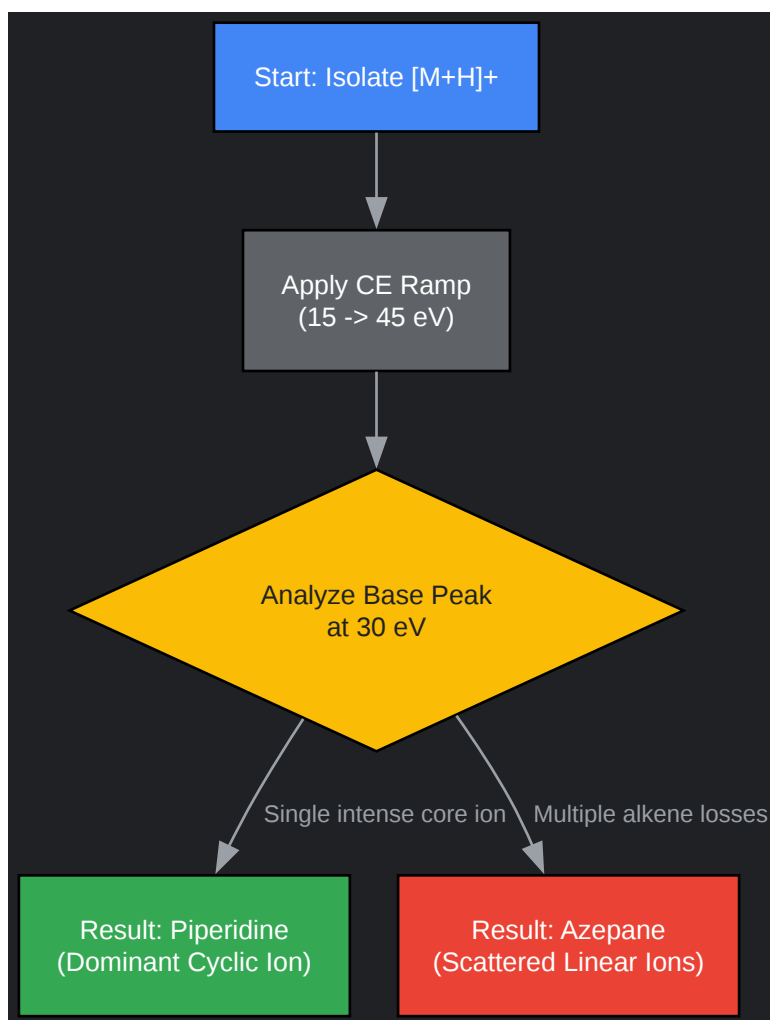 Start: Isolate [M+H]+
Apply CE Ramp
(15 -> 45 eV)
Analyze Base Peak
at 30 eV
Single intense core ion
Multiple alkene losses
Result: Piperidine
(Dominant Cyclic Ion)
Result: Azepane
(Scattered Linear Ions)